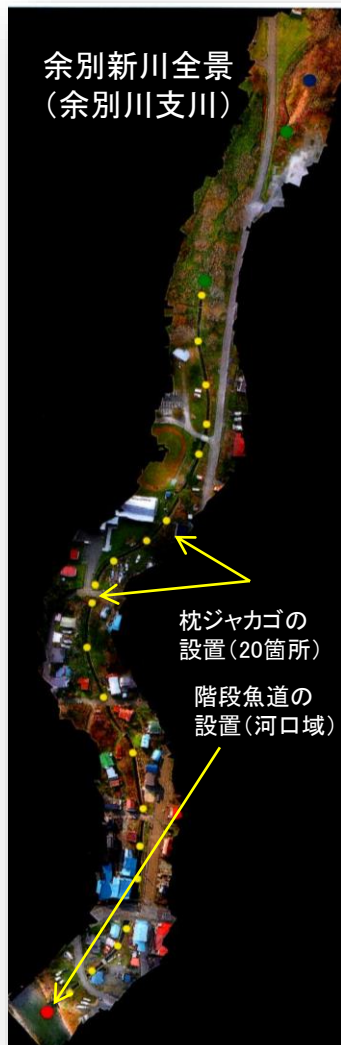 余別新川全景
（余別川支川）
枕ジャカゴの
設置（20箇所）
階段魚道の
設置（河口域）